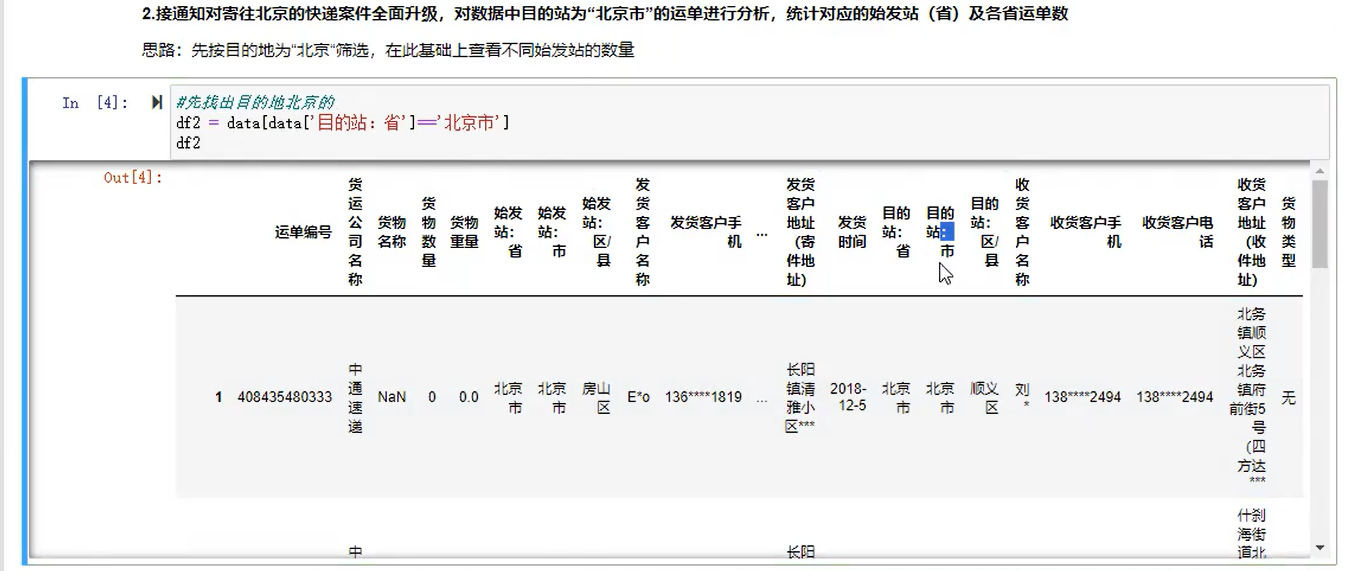 2.接通知对寄往北京的快递案件全面升级，对数据中目的站为“北京市”的运单进行分析，统计对应的始发站（省）及各省运单数
思路：先按目的地为“北京“筛选，在此基础上查看不同始发站的数量
In [4]:
#先找出目的地北京的
df2 = data[data['目的站：省']=='北京市']
df2
Out[4]:
运单编号 货运公司名称 货物名称 货物数量 货物重量 始发站：省 始发站：市 始发站：区/县 发货客户名称 发货客户手机 ... 发货客户地址（寄件地址） 发货时间 目的站：省 目的站：市 目的站：区/县 收货客户名称 收货客户手机 收货客户电话 收货客户地址（收件地址） 货物类型
1 408435480333 中通速递 NaN 0 0.0 北京市 北京市 房山区 E*o 136****1819 ... 长阳镇清雅小区*** 2018-12-5 北京市 北京市 顺义区 刘* 138****2494 138****2494 北务镇顺义区北务镇府前街5号（四方达*** 无
中 长阳 什刹海街道北